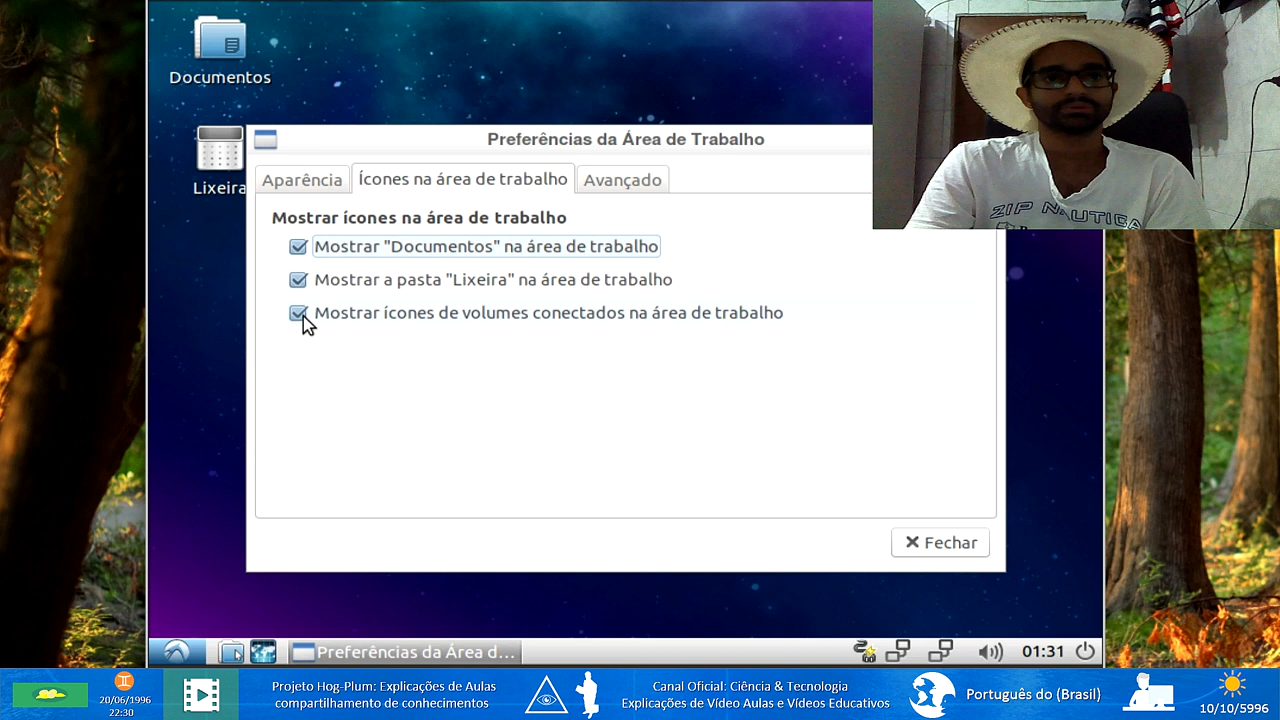 Documentos
Lixeira
Preferências da Área de Trabalho
Aparência
Ícones na área de trabalho
Avançado
Mostrar ícones na área de trabalho
Mostrar "Documentos" na área de trabalho
Mostrar a pasta "Lixeira" na área de trabalho
Mostrar ícones de volumes conectados na área de trabalho
Fechar
ZIP NAUTICA
Preferências da Área d...
01:31
20/06/1996
22:30
Projeto Hog-Plum: Explicações de Aulas
compartilhamento de conhecimentos
Canal Oficial: Ciência & Tecnologia
Explicações de Vídeo Aulas e Vídeos Educativos
Português do (Brasil)
10/10/5996